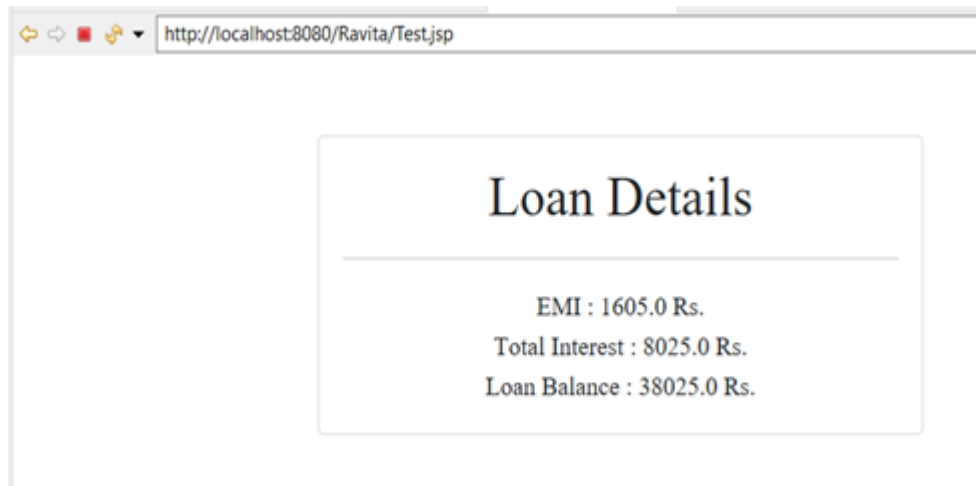 http://localhost:8080/Ravita/Test.jsp
Loan Details
EMI : 1605.0 Rs.
Total Interest : 8025.0 Rs.
Loan Balance : 38025.0 Rs.